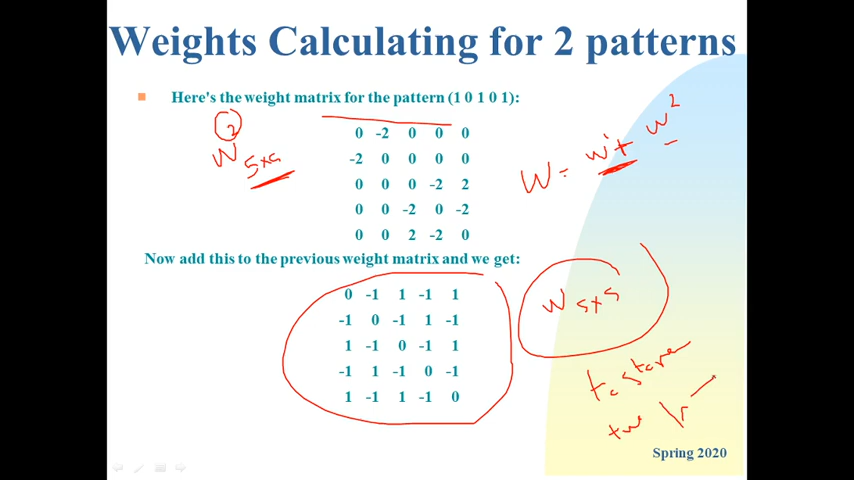 Weights Calculating for 2 patterns
Here's the weight matrix for the pattern (1 0 1 0 1):
2
W 5x5
0 -2 0 0 0
-2 0 0 0 0
0 0 0 -2 2
0 0 -2 0 -2
0 0 2 -2 0
W = w1 + w2
Now add this to the previous weight matrix and we get:
0 -1 1 -1 1
-1 0 -1 1 -1
1 -1 0 -1 1
-1 1 -1 0 -1
1 -1 1 -1 0
W 5x5
to store
two
Spring 2020